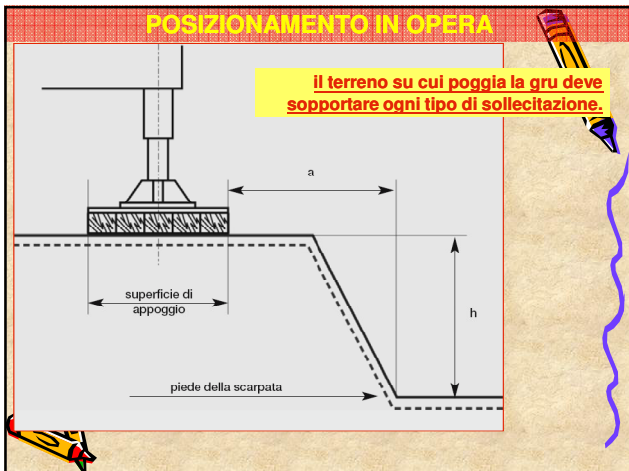 POSIZIONAMENTO IN OPERA
il terreno su cui poggia la gru deve
sopportare ogni tipo di sollecitazione.
a
superficie di
appoggio
h
piede della scarpata